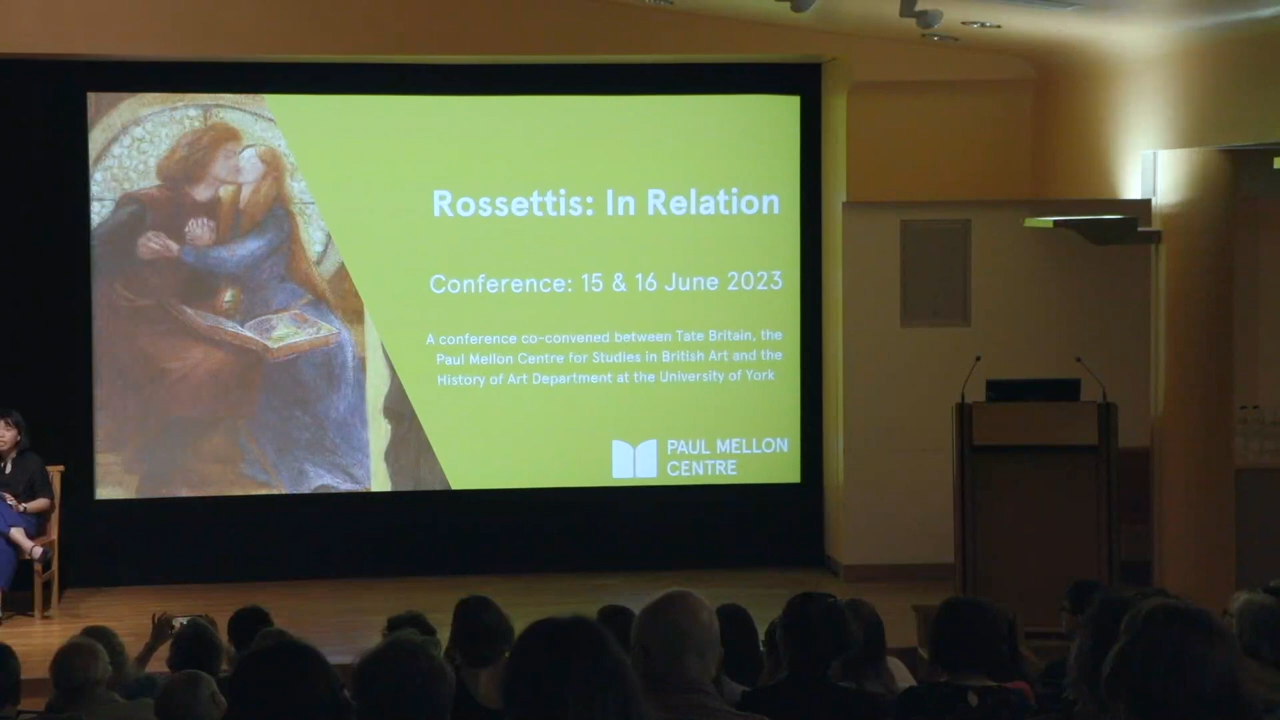 Rossettis: In Relation
Conference: 15 & 16 June 2023
A conference co-convened between Tate Britain, the
Paul Mellon Centre for Studies in British Art and the
History of Art Department at the University of York
PAUL MELLON
CENTRE